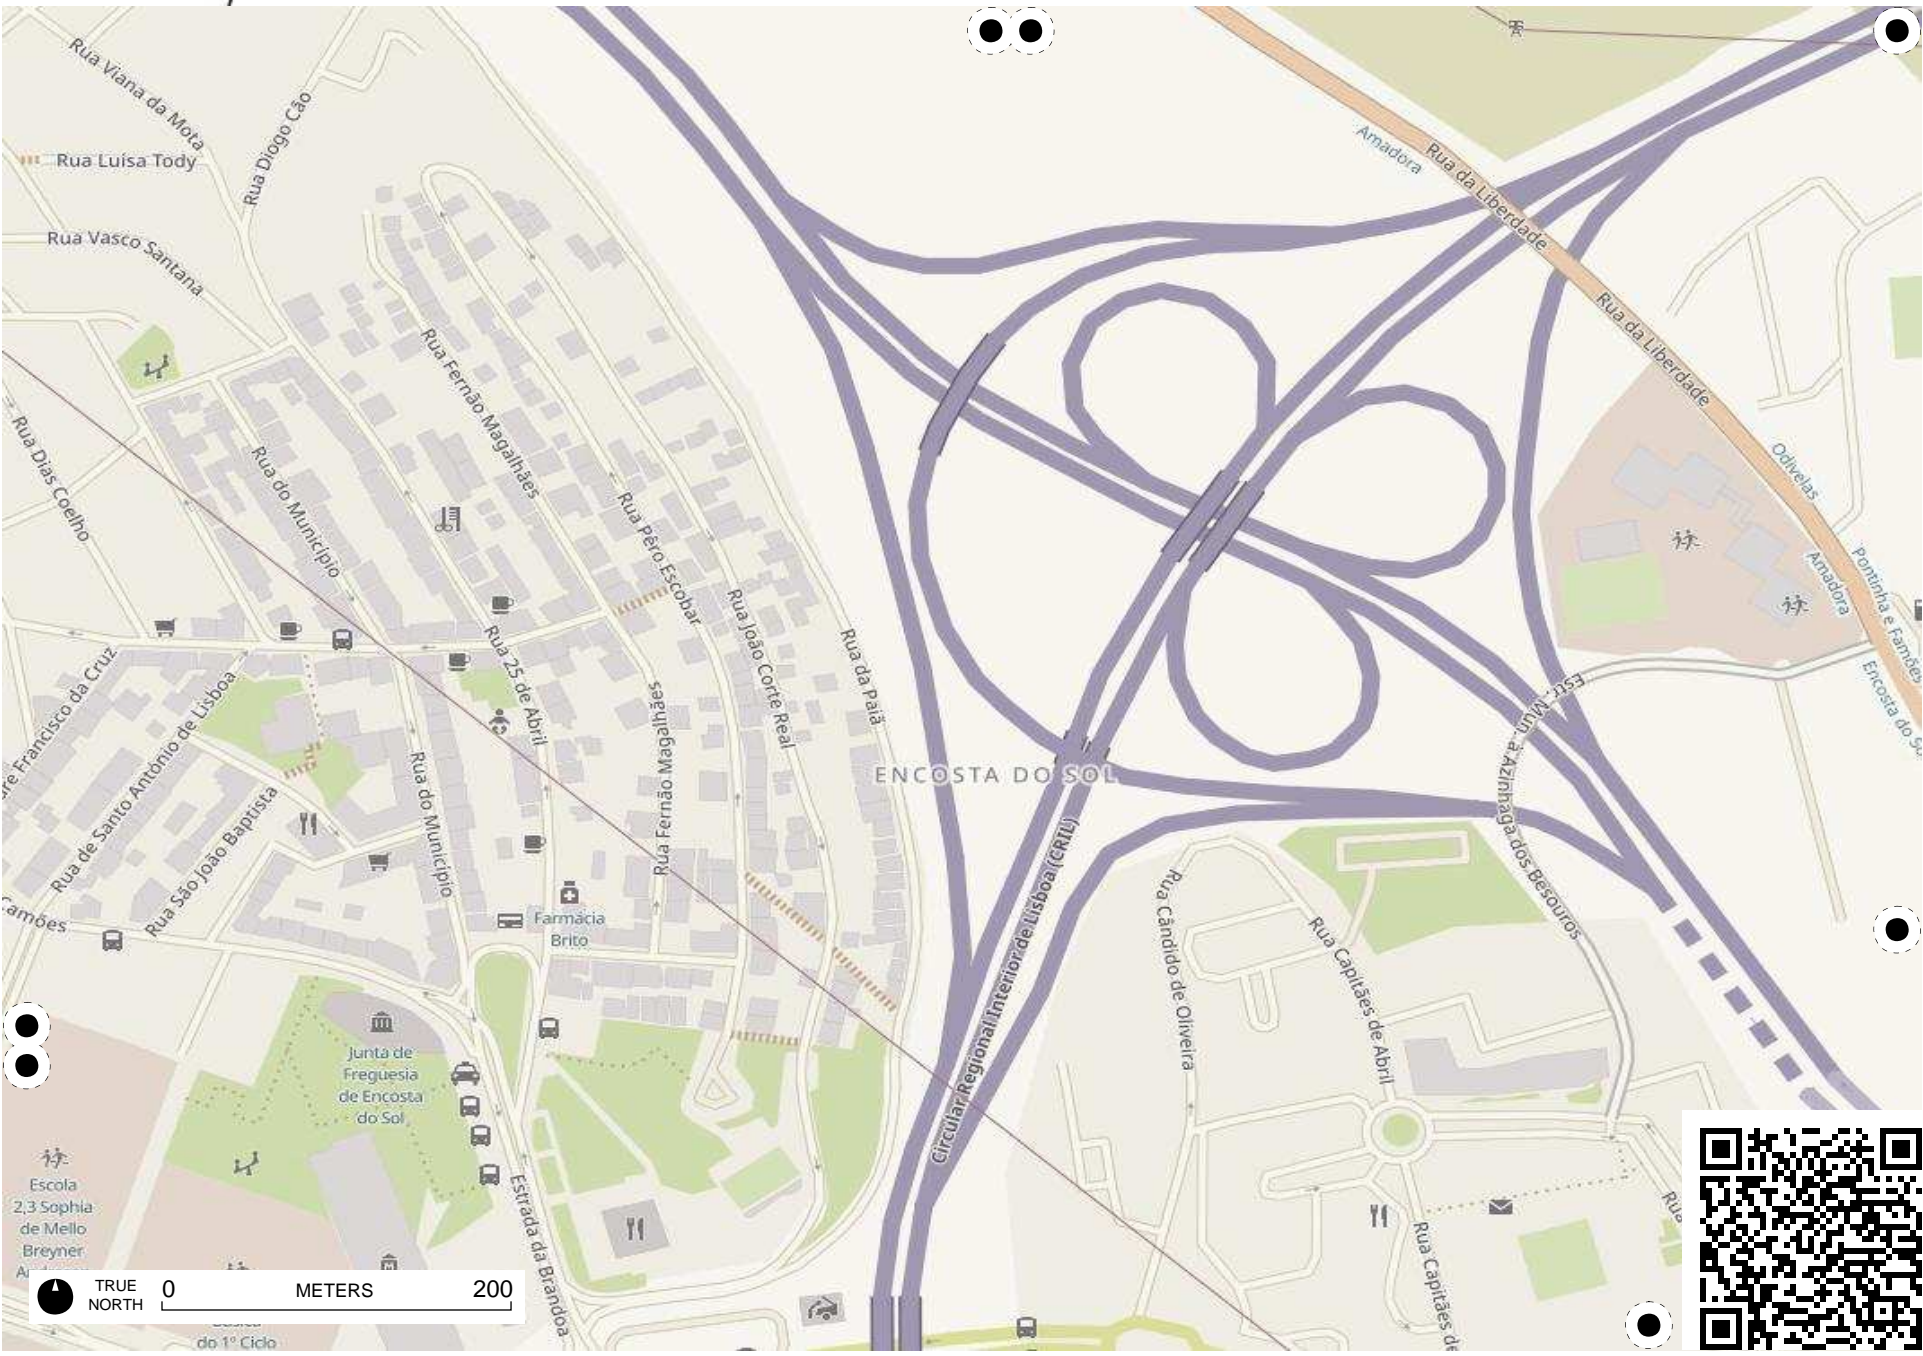 Rua Viana da Mota
Rua Diogo Cão
Rua Luísa Tody
Rua Vasco Santana
Amadora
Rua da Liberdade
Rua da Liberdade
Odivelas
Amadora
Pontinha e Famões
Encosta do
Rua Dias Coelho
Rua do Município
Rua Fernão Magalhães
Rua Pêro Escobar
Rua João Corte Real
Rua da Paiã
Rua 25 de Abril
Rua Fernão Magalhães
Francisco da Cruz
Rua de Santo António de Lisboa
Rua São João Baptista
Rua do Município
Camões
Farmácia
Brito
ENCOSTA DO SOL
Estr. Mun. a Azinhaga dos Besouros
Circular Regional Interior de Lisboa (CRIL)
Rua Cândido de Oliveira
Rua Capitães de Abril
Rua Capitães de
Rua
Junta de
Freguesia
de Encosta
do Sol
Escola
2,3 Sophia
de Mello
Breyner
Estrada da Brandoa
TRUE
NORTH
0 METERS 200
do 1º Ciclo